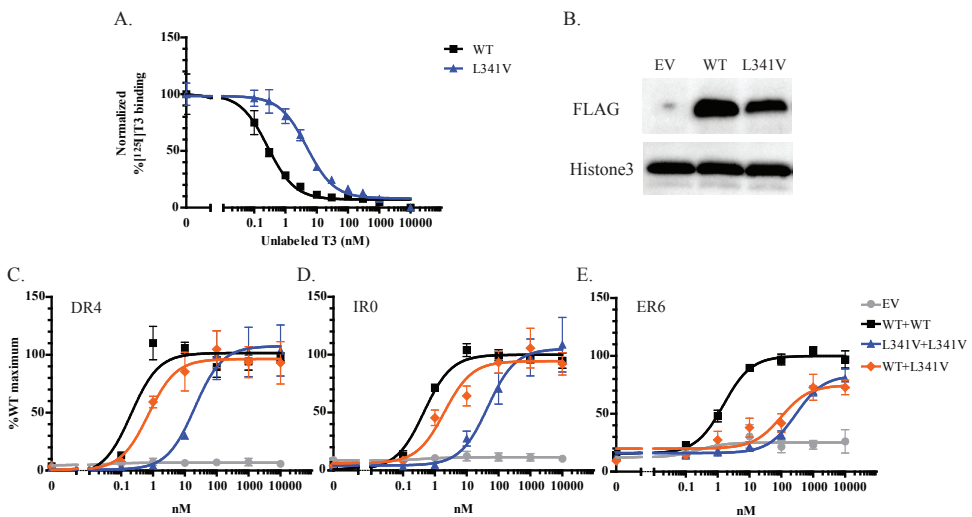 A.
WT
L341V
Normalized
%[¹²⁵I]T3 binding
150
100
50
0
0
0.1
1
10
100
1000
10000
Unlabeled T3 (nM)
B.
EV WT L341V
FLAG
Histone3
C.
DR4
%WT maximum
150
100
50
0
0
0.1
1
10
100
1000
10000
nM
D.
IR0
150
100
50
0
0
0.1
1
10
100
1000
10000
nM
E.
ER6
150
100
50
0
0
0.1
1
10
100
1000
10000
nM
EV
WT+WT
L341V+L341V
WT+L341V